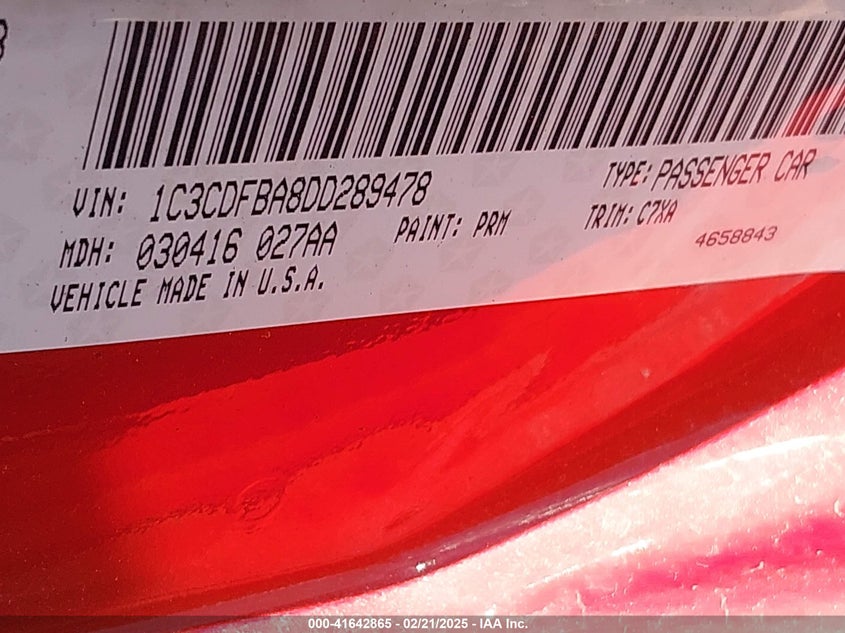 8
VIN: 1C3CDFBA8DD289478 TYPE: PASSENGER CAR
MDH: 030416 027AA PAINT: PRM TRIM: C7XA
VEHICLE MADE IN U.S.A. 4658843
000-41642865 - 02/21/2025 - IAA Inc.